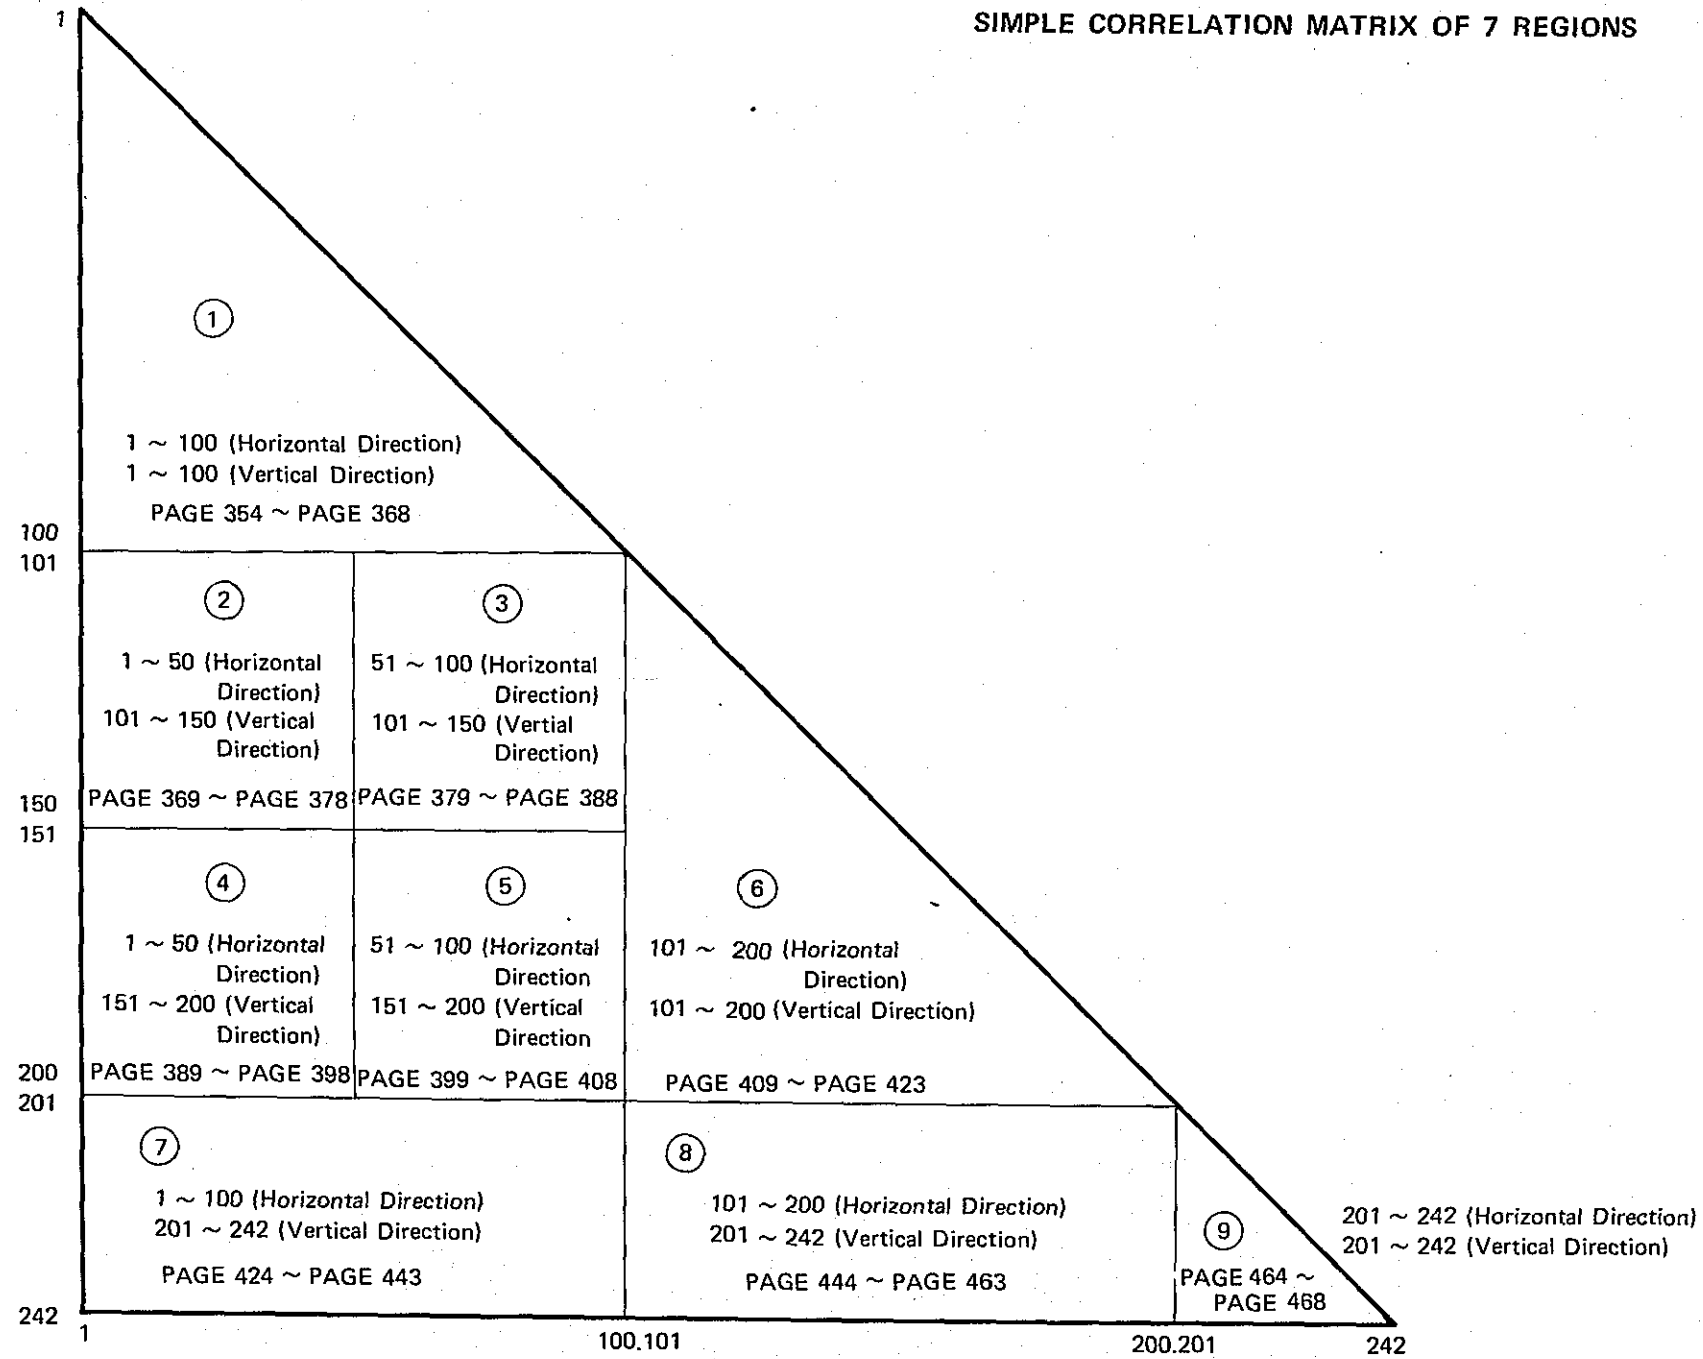 SIMPLE CORRELATION MATRIX OF 7 REGIONS
1
1
1 ~ 100 (Horizontal Direction)
1 ~ 100 (Vertical Direction)
PAGE 354 ~ PAGE 368
100
101
2
1 ~ 50 (Horizontal
Direction)
101 ~ 150 (Vertical
Direction)
PAGE 369 ~ PAGE 378
3
51 ~ 100 (Horizontal
Direction)
101 ~ 150 (Vertial
Direction)
PAGE 379 ~ PAGE 388
150
151
4
1 ~ 50 (Horizontal
Direction)
151 ~ 200 (Vertical
Direction)
PAGE 389 ~ PAGE 398
5
51 ~ 100 (Horizontal
Direction
151 ~ 200 (Vertical
Direction
PAGE 399 ~ PAGE 408
6
101 ~ 200 (Horizontal
Direction)
101 ~ 200 (Vertical Direction)
PAGE 409 ~ PAGE 423
200
201
7
1 ~ 100 (Horizontal Direction)
201 ~ 242 (Vertical Direction)
PAGE 424 ~ PAGE 443
8
101 ~ 200 (Horizontal Direction)
201 ~ 242 (Vertical Direction)
PAGE 444 ~ PAGE 463
9
PAGE 464 ~
PAGE 468
201 ~ 242 (Horizontal Direction)
201 ~ 242 (Vertical Direction)
242
1
100.101
200.201
242